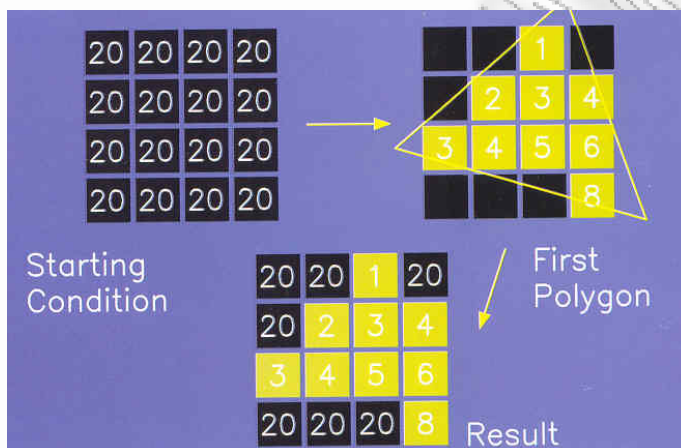 20 20 20 20
20 20 20 20
20 20 20 20
20 20 20 20
Starting
Condition
1
2 3 4
3 4 5 6
8
First
Polygon
20 20 1 20
20 2 3 4
3 4 5 6
20 20 20 8
Result